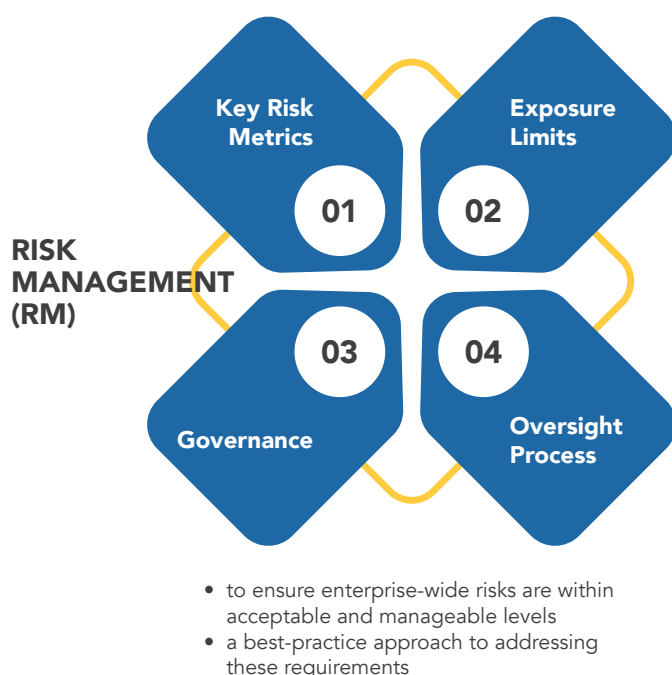 Key Risk
Metrics
01
Exposure
Limits
02
RISK
MANAGEMENT
(RM)
03
Governance
04
Oversight
Process
• to ensure enterprise-wide risks are within
acceptable and manageable levels
• a best-practice approach to addressing
these requirements